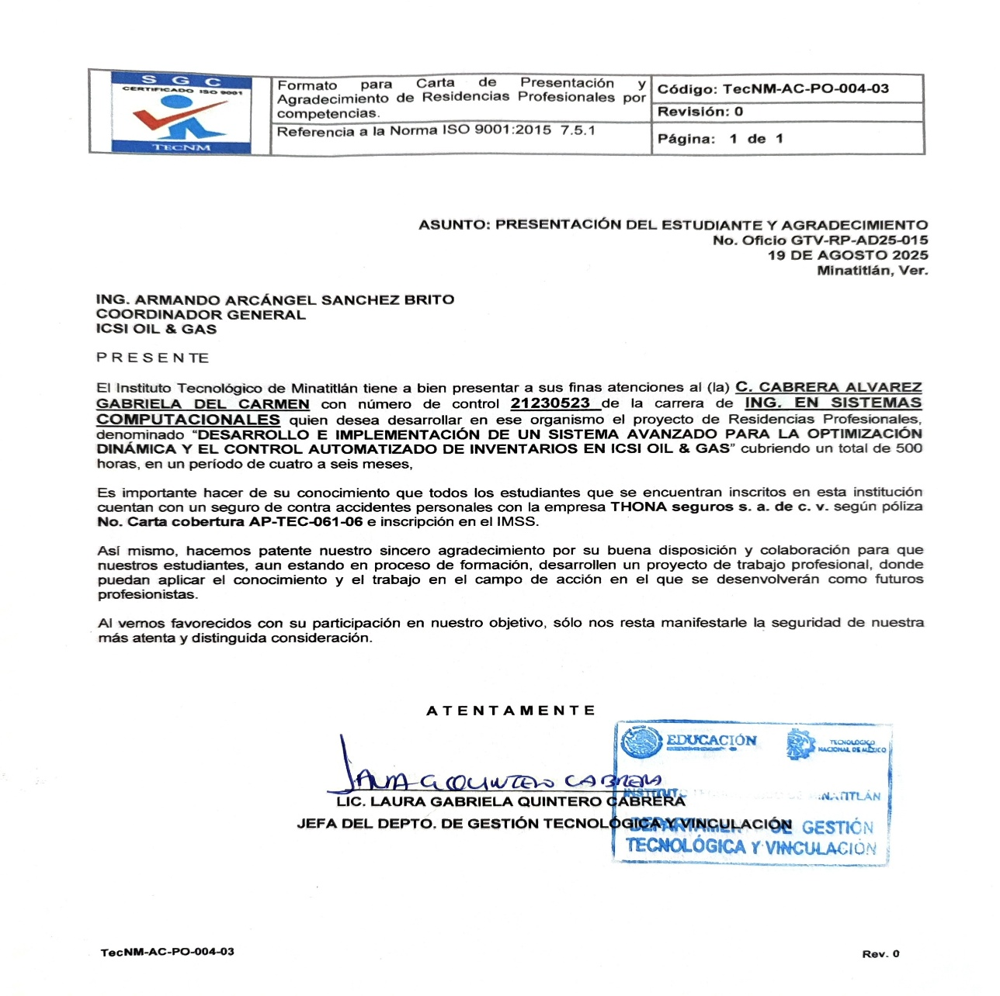 S G C
CERTIFICADO ISO 9001
TECNM
Formato para Carta de Presentación y
Agradecimiento de Residencias Profesionales por
competencias.
Referencia a la Norma ISO 9001:2015 7.5.1
Código: TecNM-AC-PO-004-03
Revisión: 0
Página: 1 de 1
ASUNTO: PRESENTACIÓN DEL ESTUDIANTE Y AGRADECIMIENTO
No. Oficio GTV-RP-AD25-015
19 DE AGOSTO 2025
Minatitlán, Ver.
ING. ARMANDO ARCÁNGEL SANCHEZ BRITO
COORDINADOR GENERAL
ICSI OIL & GAS
P R E S E N T E
El Instituto Tecnológico de Minatitlán tiene a bien presentar a sus finas atenciones al (la) C. CABRERA ALVAREZ
GABRIELA DEL CARMEN con número de control 21230523 de la carrera de ING. EN SISTEMAS
COMPUTACIONALES quien desea desarrollar en ese organismo el proyecto de Residencias Profesionales,
denominado “DESARROLLO E IMPLEMENTACIÓN DE UN SISTEMA AVANZADO PARA LA OPTIMIZACIÓN
DINÁMICA Y EL CONTROL AUTOMATIZADO DE INVENTARIOS EN ICSI OIL & GAS” cubriendo un total de 500
horas, en un período de cuatro a seis meses,
Es importante hacer de su conocimiento que todos los estudiantes que se encuentran inscritos en esta institución
cuentan con un seguro de contra accidentes personales con la empresa THONA seguros s. a. de c. v. según póliza
No. Carta cobertura AP-TEC-061-06 e inscripción en el IMSS.
Así mismo, hacemos patente nuestro sincero agradecimiento por su buena disposición y colaboración para que
nuestros estudiantes, aun estando en proceso de formación, desarrollen un proyecto de trabajo profesional, donde
puedan aplicar el conocimiento y el trabajo en el campo de acción en el que se desenvolverán como futuros
profesionistas.
Al vernos favorecidos con su participación en nuestro objetivo, sólo nos resta manifestarle la seguridad de nuestra
más atenta y distinguida consideración.
A T E N T A M E N T E
LAURA G QUINTERO CABRERA
LIC. LAURA GABRIELA QUINTERO CABRERA
JEFA DEL DEPTO. DE GESTIÓN TECNOLÓGICA Y VINCULACIÓN
EDUCACIÓN
TECNOLÓGICO
NACIONAL DE MÉXICO
INSTITUTO TECNOLÓGICO DE MINATITLÁN
DEPARTAMENTO DE GESTIÓN
TECNOLÓGICA Y VINCULACIÓN
TecNM-AC-PO-004-03
Rev. 0